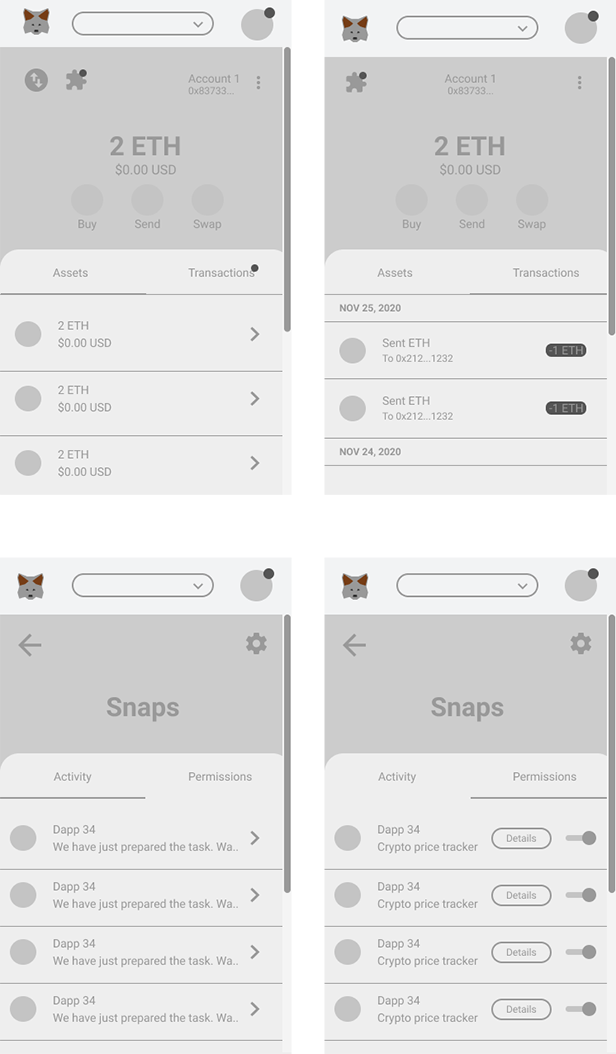 Account 1
0x83733...
2 ETH
$0.00 USD
Buy Send Swap
Assets Transactions
2 ETH
$0.00 USD
2 ETH
$0.00 USD
2 ETH
$0.00 USD
Account 1
0x83733...
2 ETH
$0.00 USD
Buy Send Swap
Assets Transactions
NOV 25, 2020
Sent ETH
To 0x212...1232
-1 ETH
Sent ETH
To 0x212...1232
-1 ETH
NOV 24, 2020
Snaps
Activity Permissions
Dapp 34
We have just prepared the task. Wa..
Dapp 34
We have just prepared the task. Wa..
Dapp 34
We have just prepared the task. Wa..
Dapp 34
We have just prepared the task. Wa..
Snaps
Activity Permissions
Dapp 34
Crypto price tracker
Details
Dapp 34
Crypto price tracker
Details
Dapp 34
Crypto price tracker
Details
Dapp 34
Crypto price tracker
Details